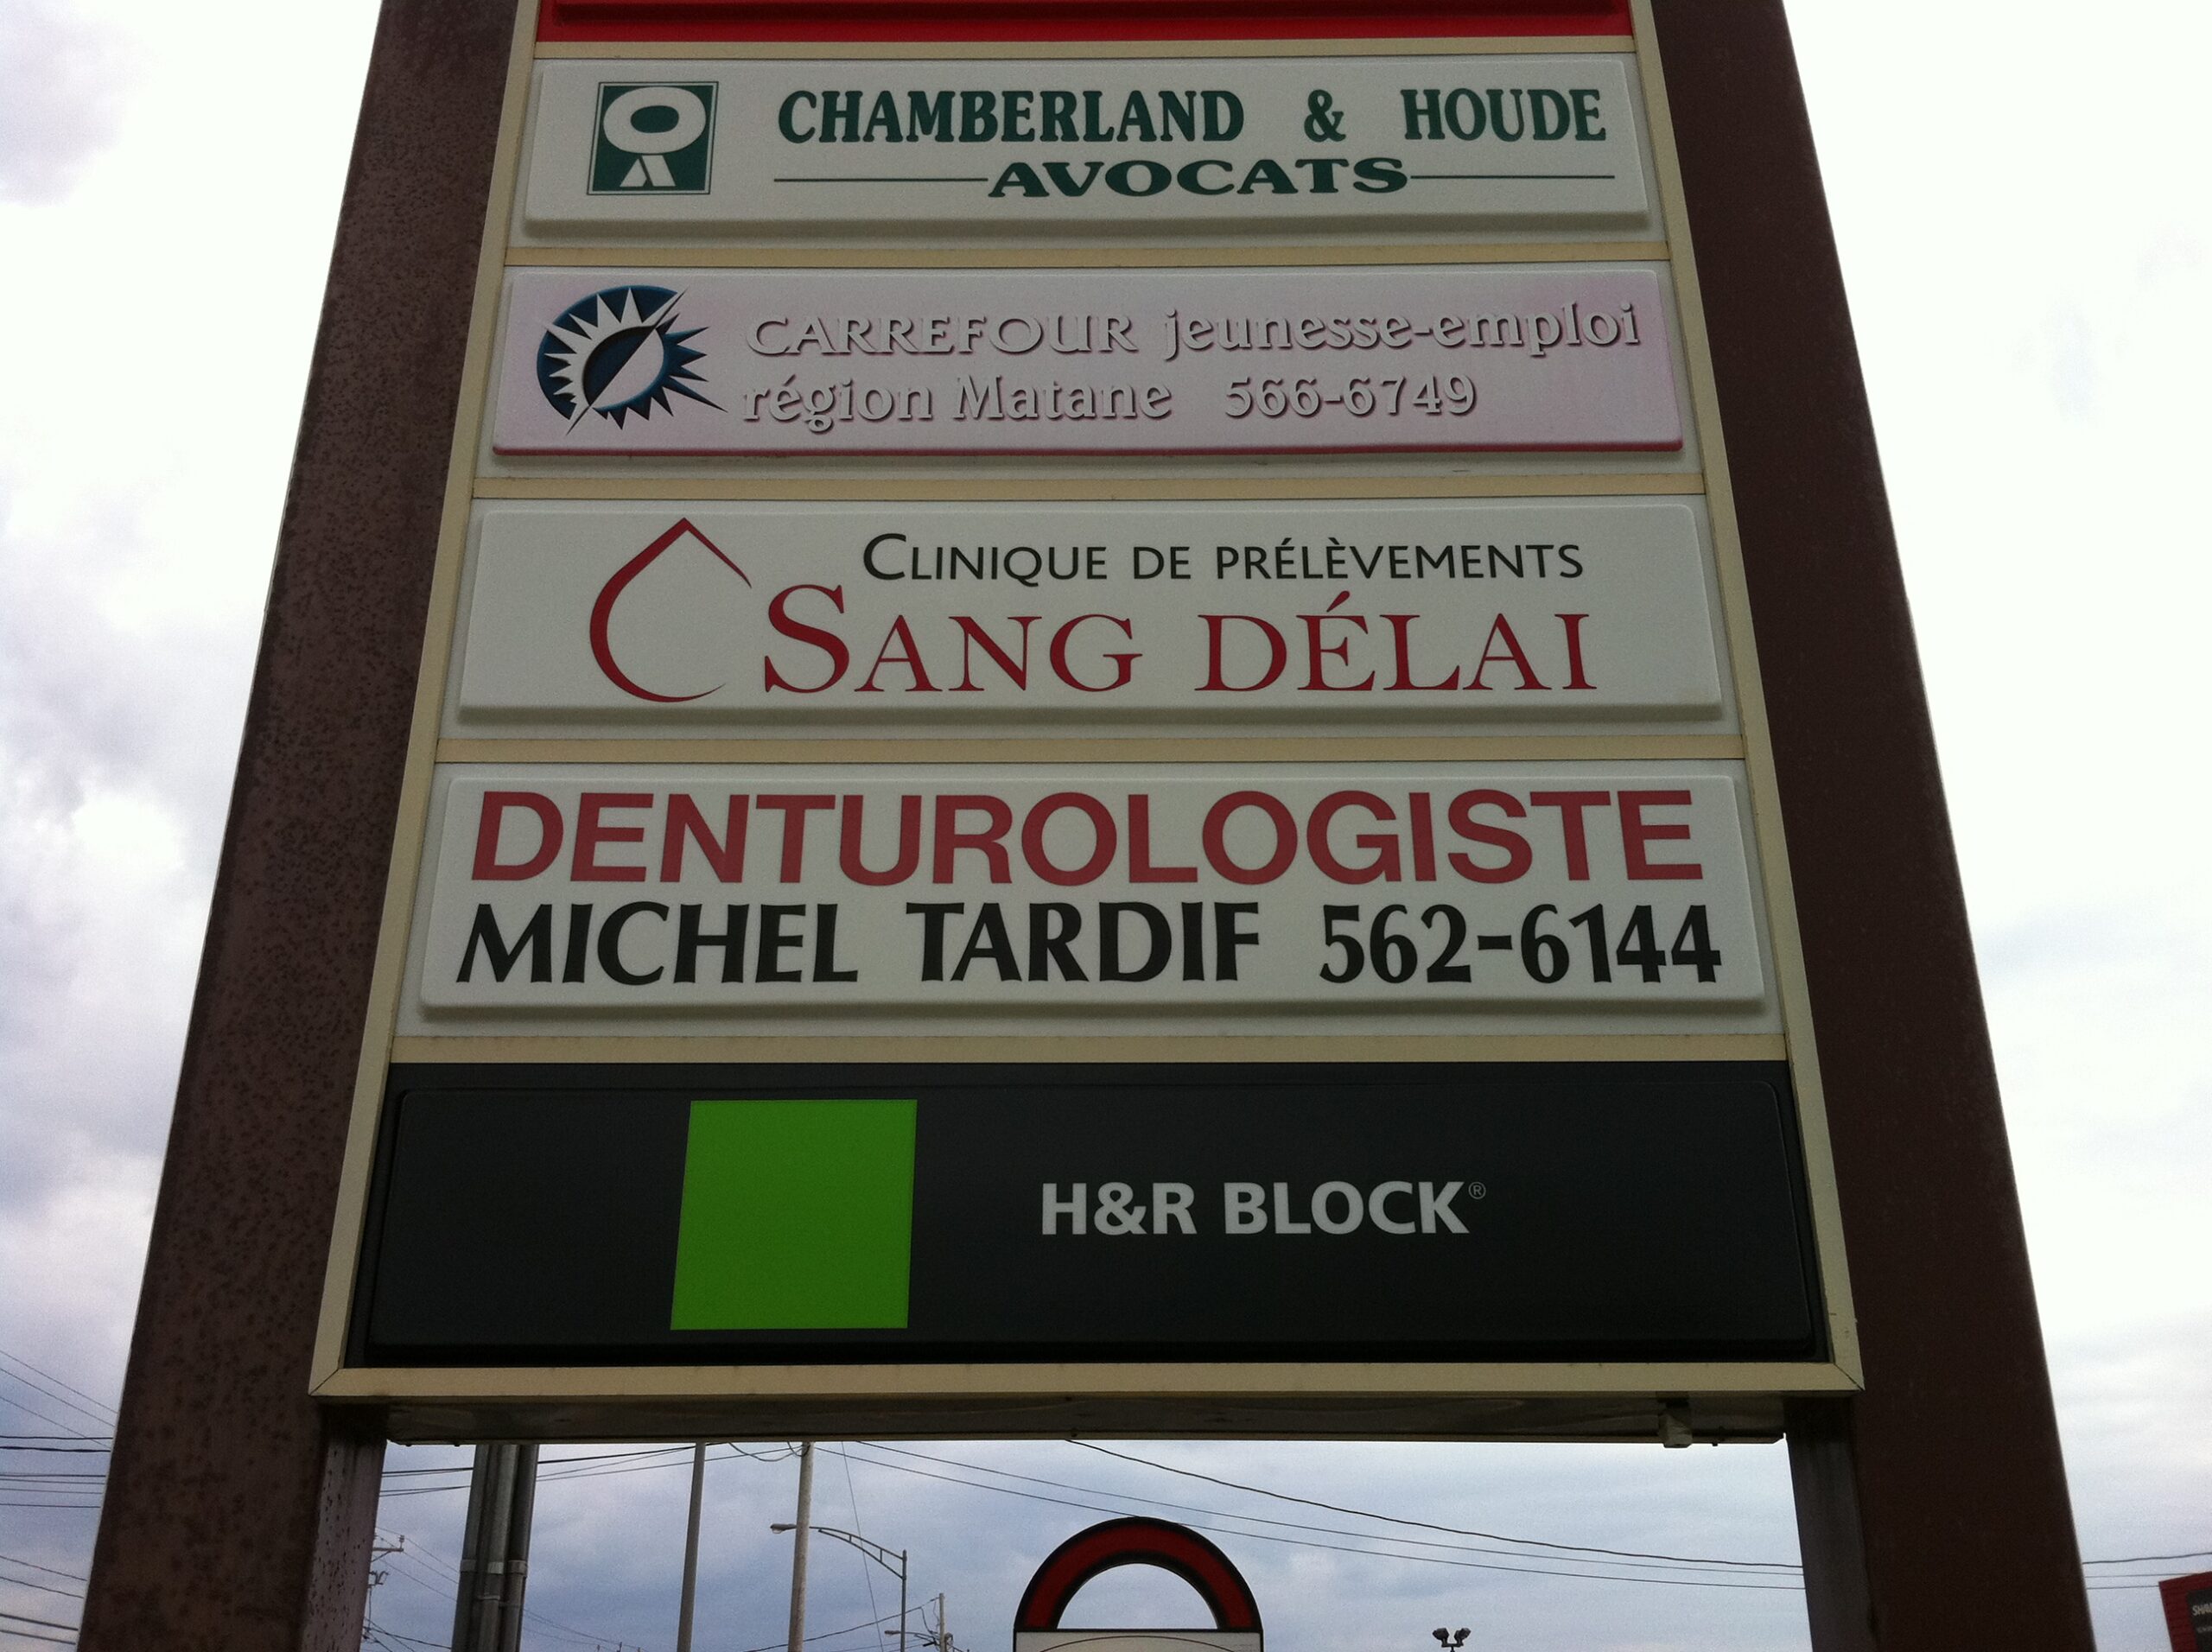 CHAMBERLAND & HOUDE
AVOCATS
CARREFOUR jeunesse-emploi
région Matane 566-6749
CLINIQUE DE PRÉLÈVEMENTS
SANG DÉLAI
DENTUROLOGISTE
MICHEL TARDIF 562-6144
H&R BLOCK®